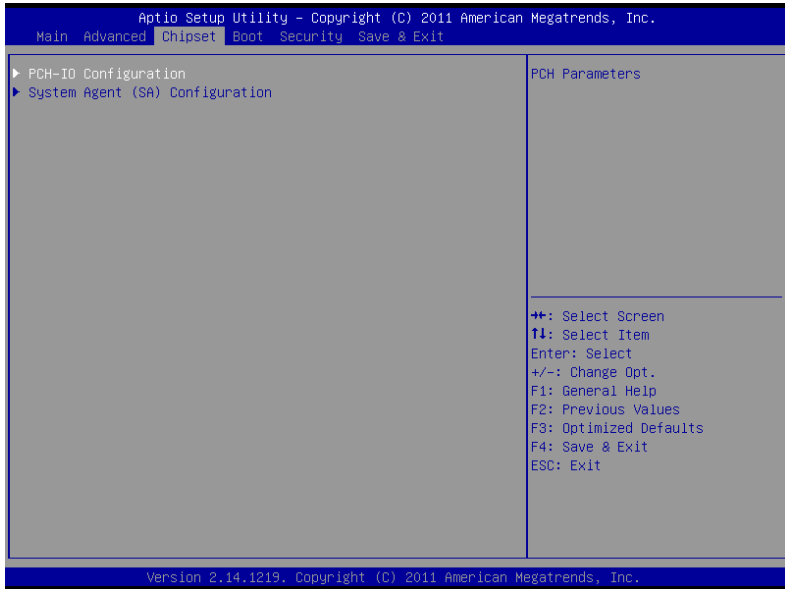 Aptio Setup Utility – Copyright (C) 2011 American Megatrends, Inc.
Main Advanced Chipset Boot Security Save & Exit
PCH-IO Configuration
System Agent (SA) Configuration
PCH Parameters
→←: Select Screen
↑↓: Select Item
Enter: Select
+/-: Change Opt.
F1: General Help
F2: Previous Values
F3: Optimized Defaults
F4: Save & Exit
ESC: Exit
Version 2.14.1219. Copyright (C) 2011 American Megatrends, Inc.